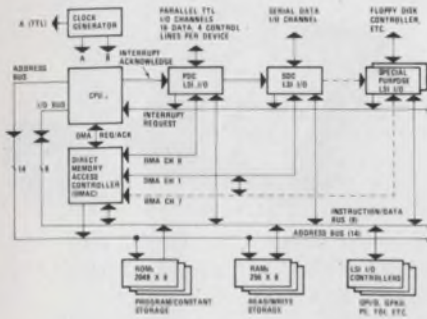 A (TTL)
CLOCK
GENERATOR
A
B
PARALLEL TTL
I/O CHANNELS
16 DATA, 4 CONTROL
LINES PER DEVICE
SERIAL DATA
I/O CHANNEL
FLOPPY DISK
CONTROLLER,
ETC.
ADDRESS
BUS
INTERRUPT
ACKNOWLEDGE
I/O BUS
CPU
PDC
LSI I/O
SDC
LSI I/O
SPECIAL
PURPOSE
LSI I/O
INTERRUPT
REQUEST
DMA REQ/ACK
14
8
DIRECT
MEMORY
ACCESS
CONTROLLER
(DMAC)
DMA CH 0
DMA CH 1
DMA CH 7
INSTRUCTION/DATA
BUS (8)
ADDRESS BUS (14)
ROMs
2048 X 8
RAMs
256 X 8
LSI I/O
CONTROLLERS
PROGRAM/CONSTANT
STORAGE
READ/WRITE
STORAGE